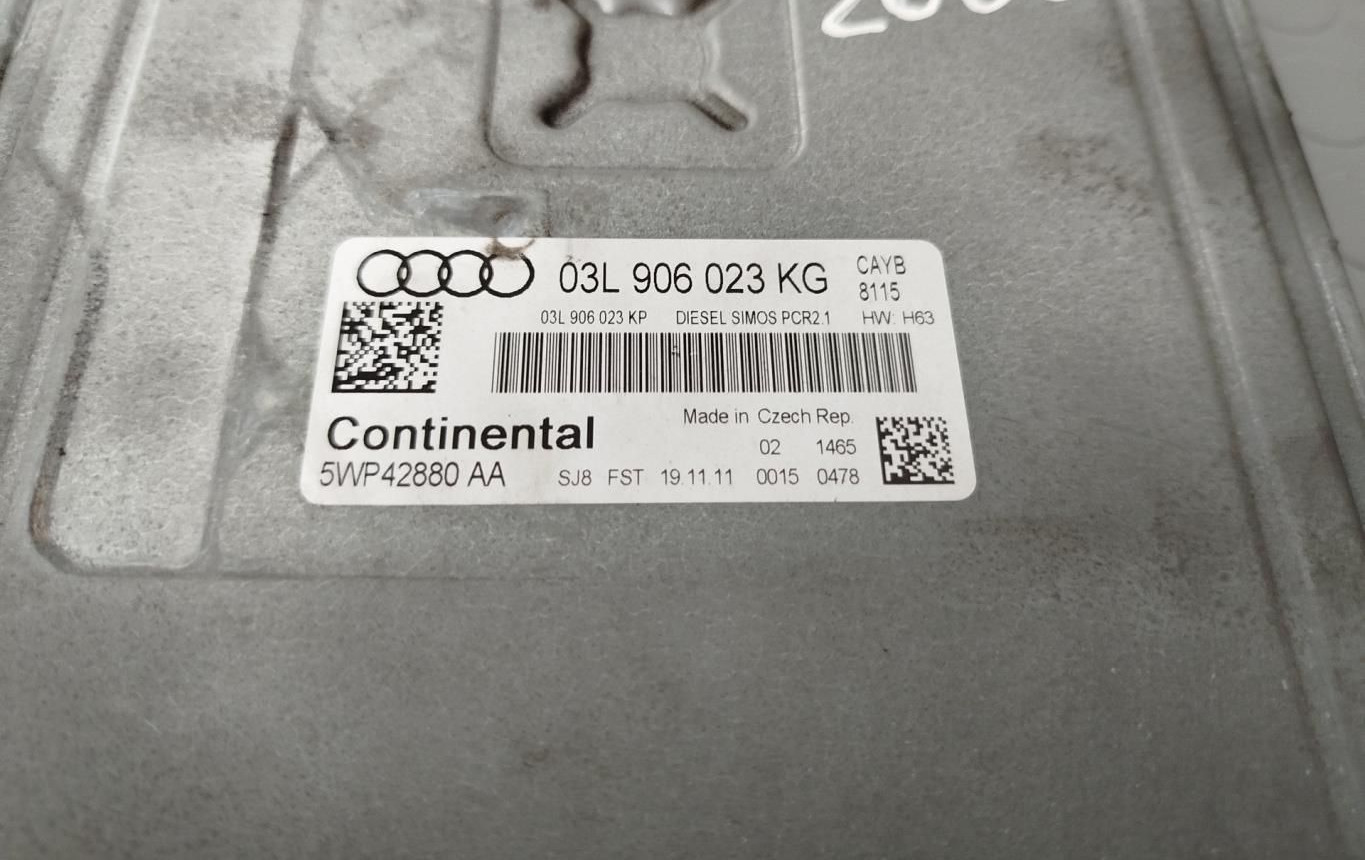 03L 906 023 KG
CAYB
8115
03L 906 023 KP DIESEL SIMOS PCR2.1 HW: H63
Continental
Made in Czech Rep.
02 1465
5WP42880 AA SJ8 FST 19.11.11 0015 0478